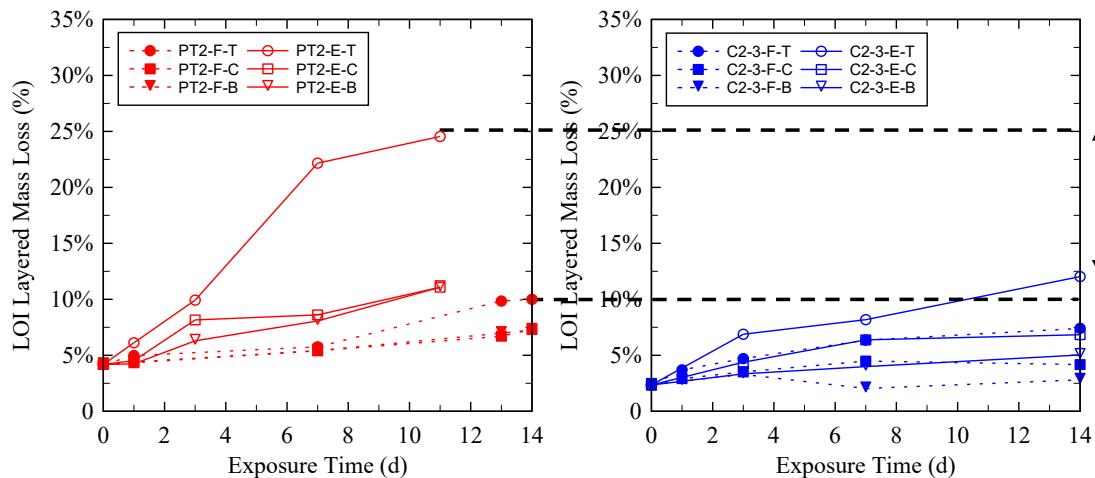 35%
30%
25%
20%
15%
10%
5%
0
LOI Layered Mass Loss (%)
PT2-F-T PT2-E-T
PT2-F-C PT2-E-C
PT2-F-B PT2-E-B
0 2 4 6 8 10 12 14
Exposure Time (d)
35%
30%
25%
20%
15%
10%
5%
0
LOI Layered Mass Loss (%)
C2-3-F-T C2-3-E-T
C2-3-F-C C2-3-E-C
C2-3-F-B C2-3-E-B
0 2 4 6 8 10 12 14
Exposure Time (d)